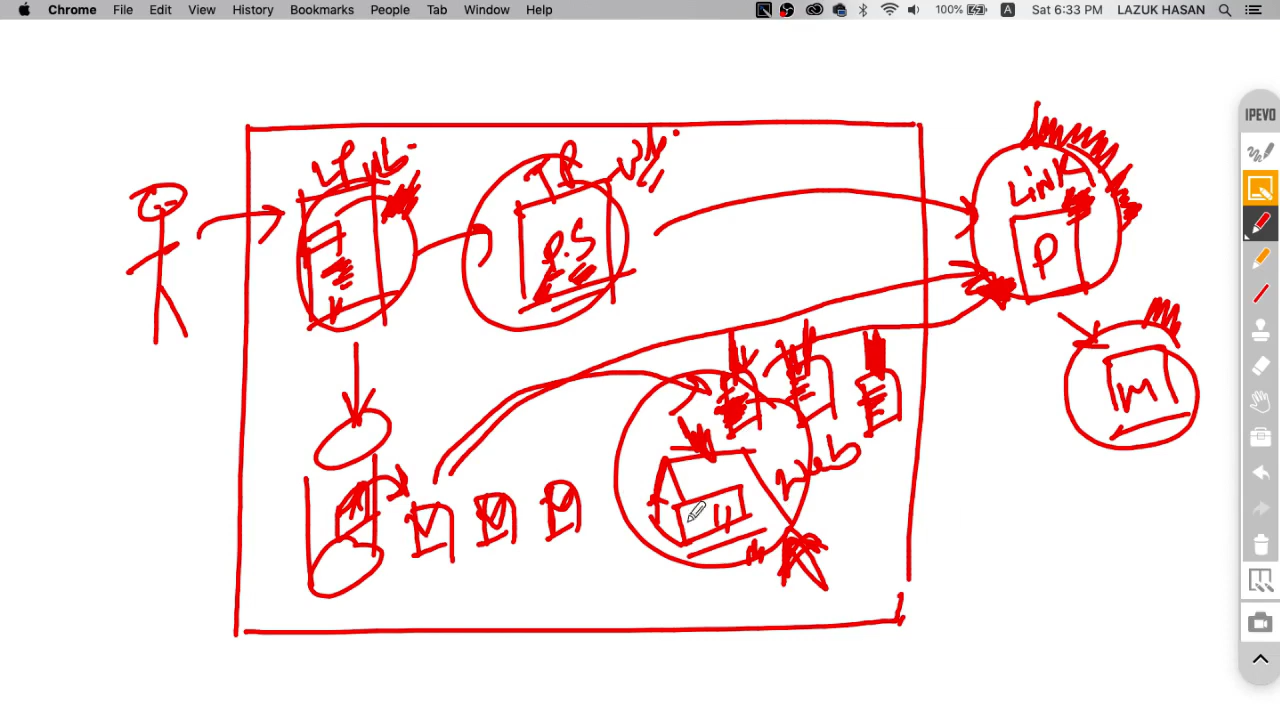 Chrome File Edit View History Bookmarks People Tab Window Help
100% A Sat 6:33 PM LAZUK HASAN
IPEVO
TP
LINK
P.S
P
M
Web